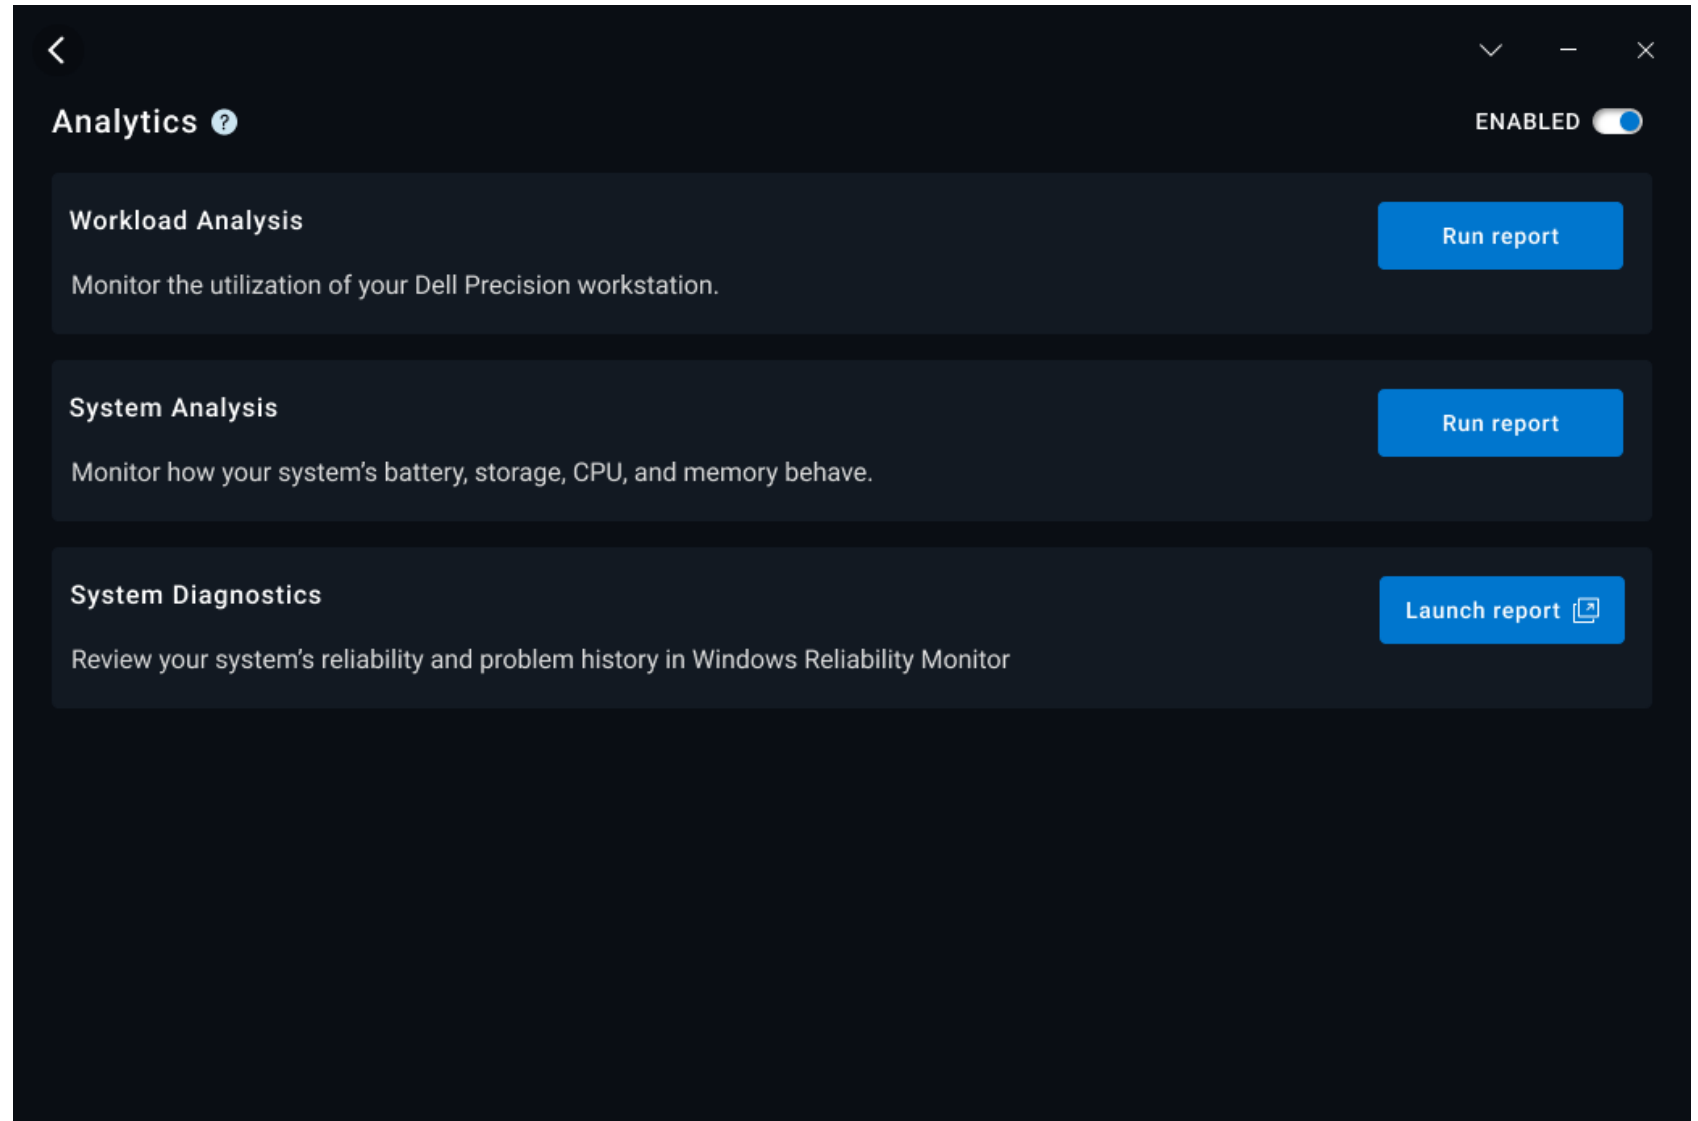 Analytics ?
ENABLED
Workload Analysis
Run report
Monitor the utilization of your Dell Precision workstation.
System Analysis
Run report
Monitor how your system’s battery, storage, CPU, and memory behave.
System Diagnostics
Launch report
Review your system’s reliability and problem history in Windows Reliability Monitor